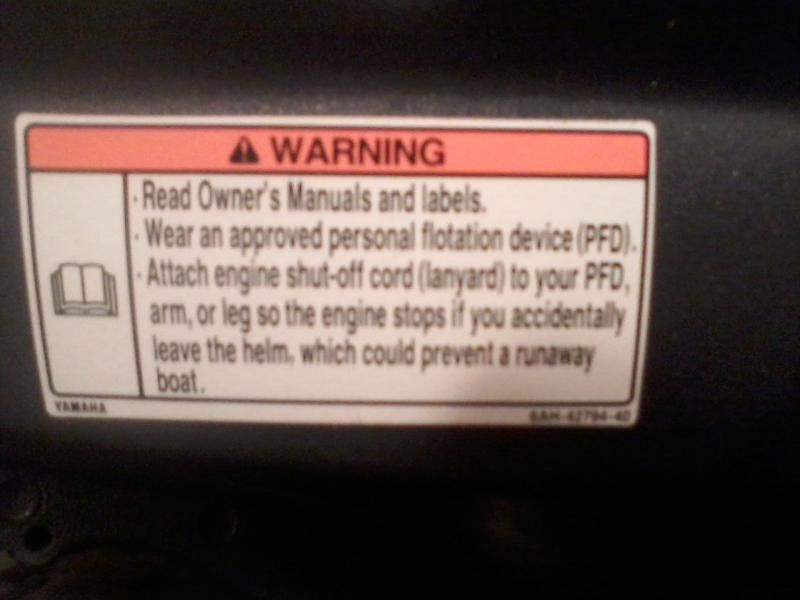 WARNING
· Read Owner's Manuals and labels.
· Wear an approved personal flotation device (PFD).
· Attach engine shut-off cord (lanyard) to your PFD,
arm, or leg so the engine stops if you accidentally
leave the helm, which could prevent a runaway
boat.
YAMAHA
6AH-42794-40